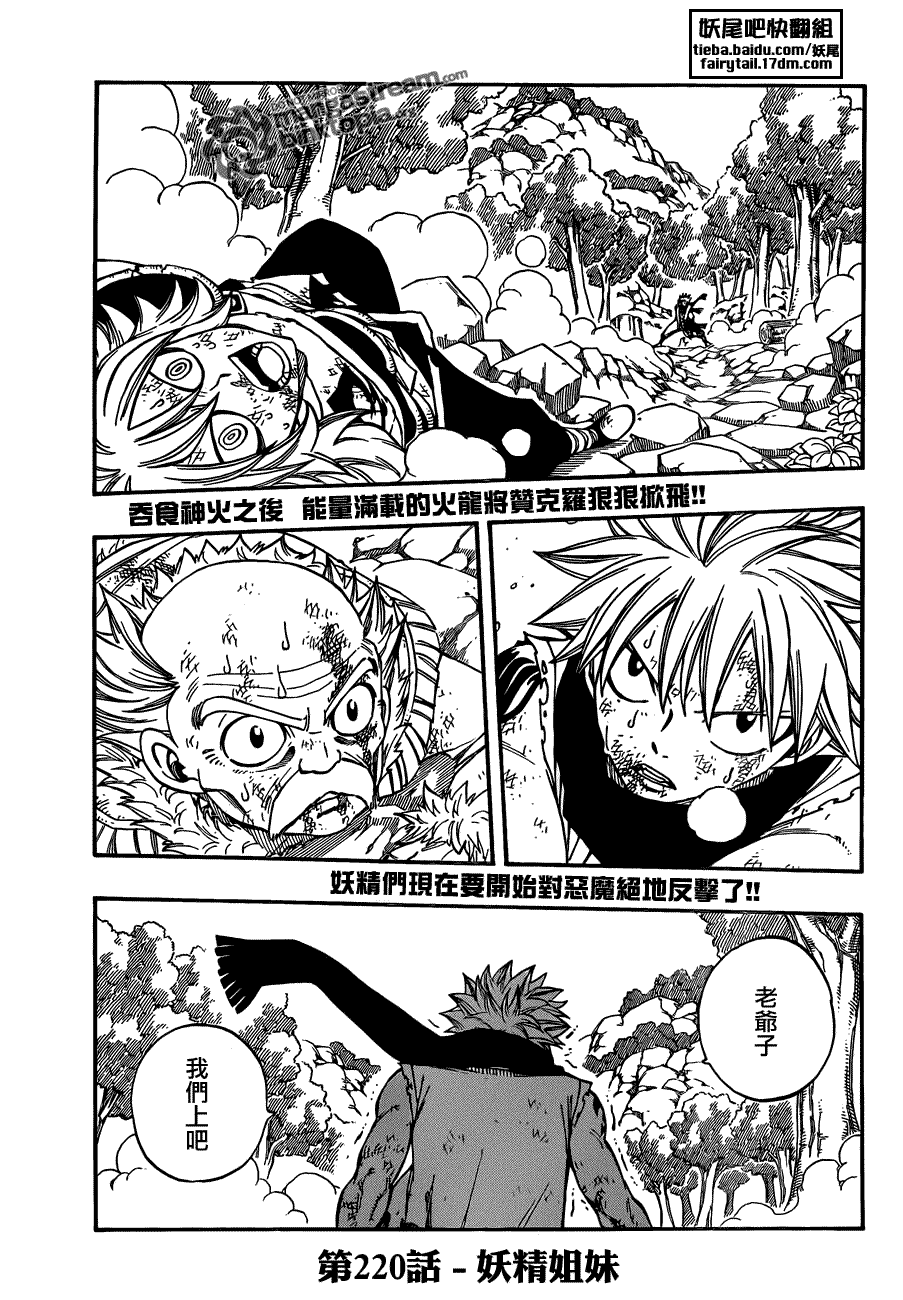 妖尾吧快翻組
tieba.baidu.com/妖尾
fairytail.17dm.com
mangastream.com
吞食神火之後 能量滿載的火龍將贊克羅狠狠掀飛!!
妖精們現在要開始對惡魔絕地反擊了!!
老爺子
我們上吧
第220話 - 妖精姐妹